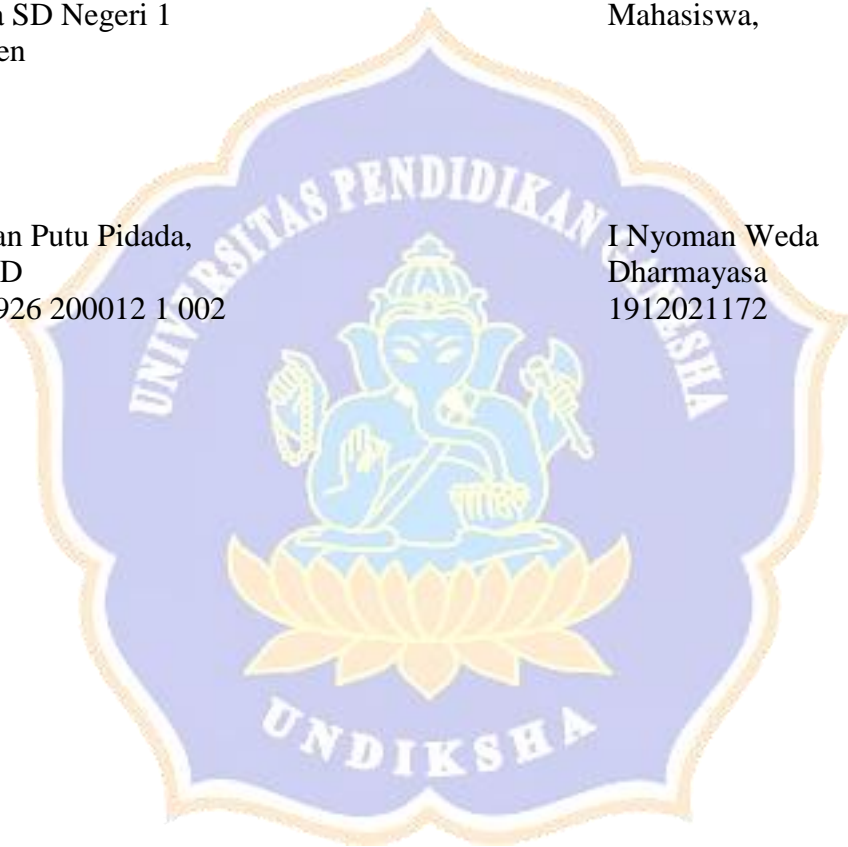 a SD Negeri 1
en
Mahasiswa,
an Putu Pidada,
D
926 200012 1 002
I Nyoman Weda
Dharmayasa
1912021172
UNIVERSITAS PENDIDIKAN GANESHA
UNDIKSHA